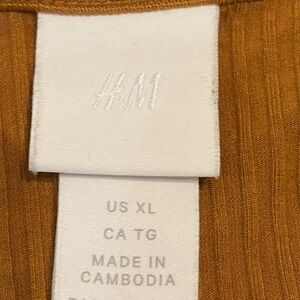 H&M
US XL
CA TG
MADE IN
CAMBODIA